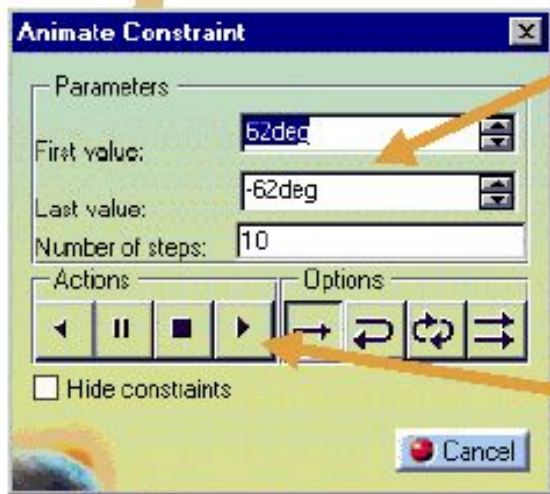 Animate Constraint
Parameters
First value: 62deg
Last value: -62deg
Number of steps: 10
Actions Options
Hide constraints
Cancel